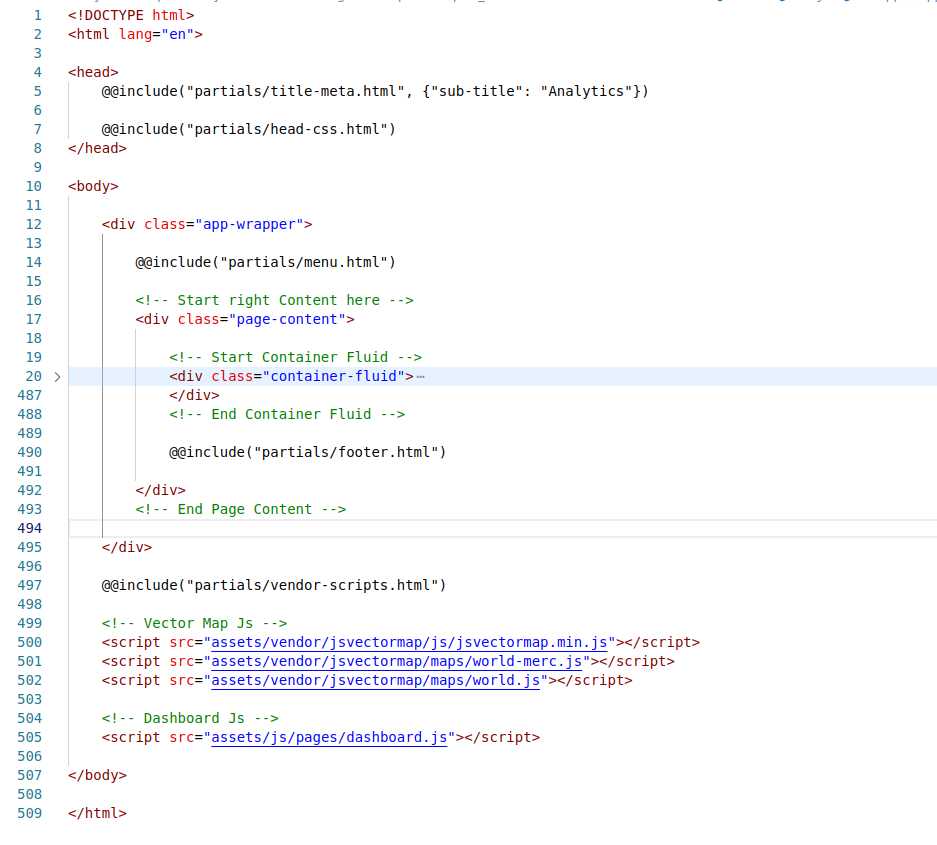 1 <!DOCTYPE html>
2 <html lang="en">
3
4 <head>
5     @@include("partials/title-meta.html", {"sub-title": "Analytics"})
6
7     @@include("partials/head-css.html")
8 </head>
9
10 <body>
11
12     <div class="app-wrapper">
13
14         @@include("partials/menu.html")
15
16         <!-- Start right Content here -->
17         <div class="page-content">
18
19             <!-- Start Container Fluid -->
20             <div class="container-fluid">⋯
487             </div>
488             <!-- End Container Fluid -->
489
490             @@include("partials/footer.html")
491
492         </div>
493         <!-- End Page Content -->
494
495     </div>
496
497     @@include("partials/vendor-scripts.html")
498
499     <!-- Vector Map Js -->
500     <script src="assets/vendor/jsvectormap/js/jsvectormap.min.js"></script>
501     <script src="assets/vendor/jsvectormap/maps/world-merc.js"></script>
502     <script src="assets/vendor/jsvectormap/maps/world.js"></script>
503
504     <!-- Dashboard Js -->
505     <script src="assets/js/pages/dashboard.js"></script>
506
507 </body>
508
509 </html>